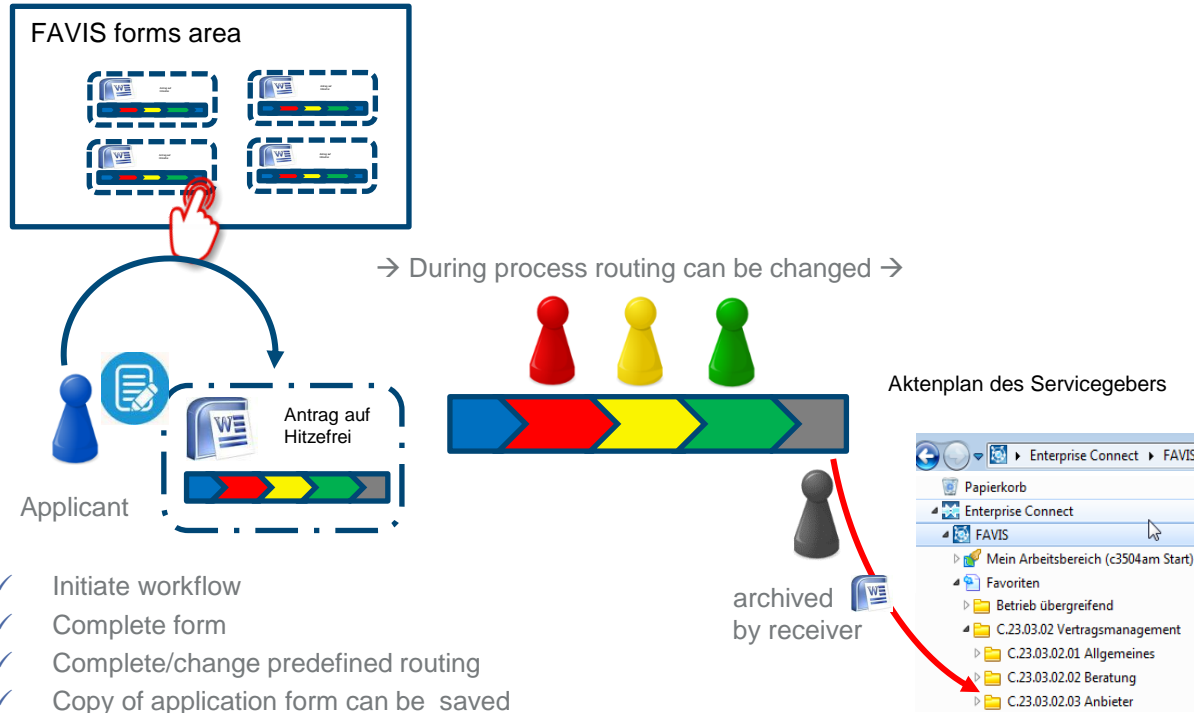 FAVIS forms area
→ During process routing can be changed →
Aktenplan des Servicegebers
Antrag auf
Hitzefrei
Applicant
✓ Initiate workflow
✓ Complete form
✓ Complete/change predefined routing
✓ Copy of application form can be saved
archived
by receiver
Enterprise Connect ▸ FAVIS
Papierkorb
Enterprise Connect
FAVIS
Mein Arbeitsbereich (c3504am Start)
Favoriten
Betrieb übergreifend
C.23.03.02 Vertragsmanagement
C.23.03.02.01 Allgemeines
C.23.03.02.02 Beratung
C.23.03.02.03 Anbieter